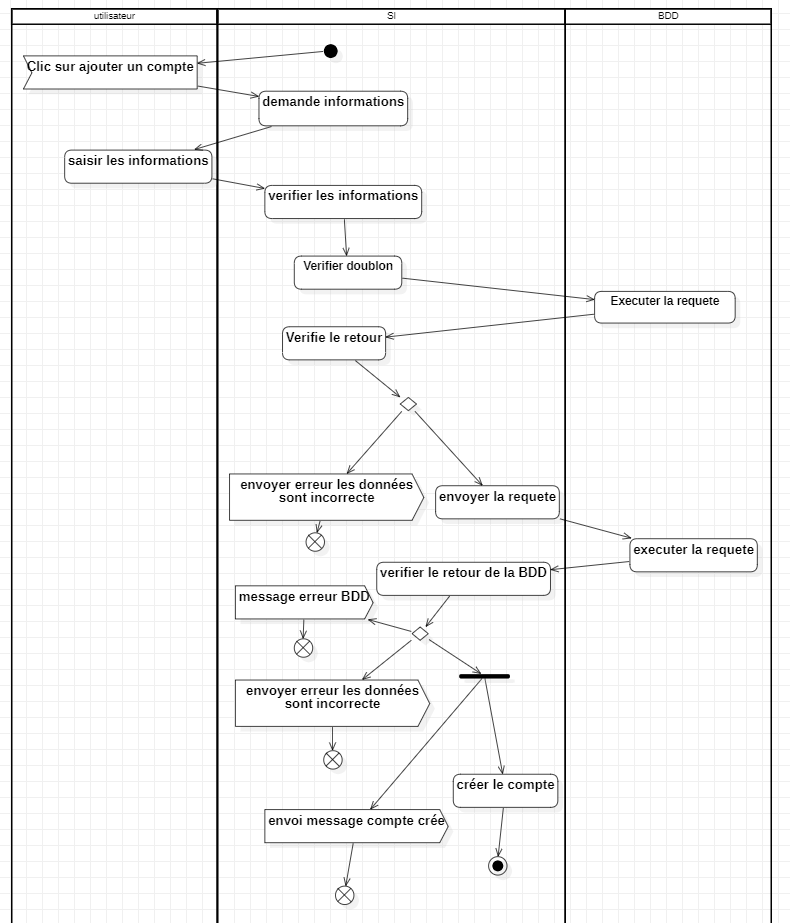 utilisateur
SI
BDD
Clic sur ajouter un compte
demande informations
saisir les informations
verifier les informations
Verifier doublon
Executer la requete
Verifie le retour
envoyer erreur les données
sont incorrecte
envoyer la requete
executer la requete
verifier le retour de la BDD
message erreur BDD
envoyer erreur les données
sont incorrecte
créer le compte
envoi message compte crée